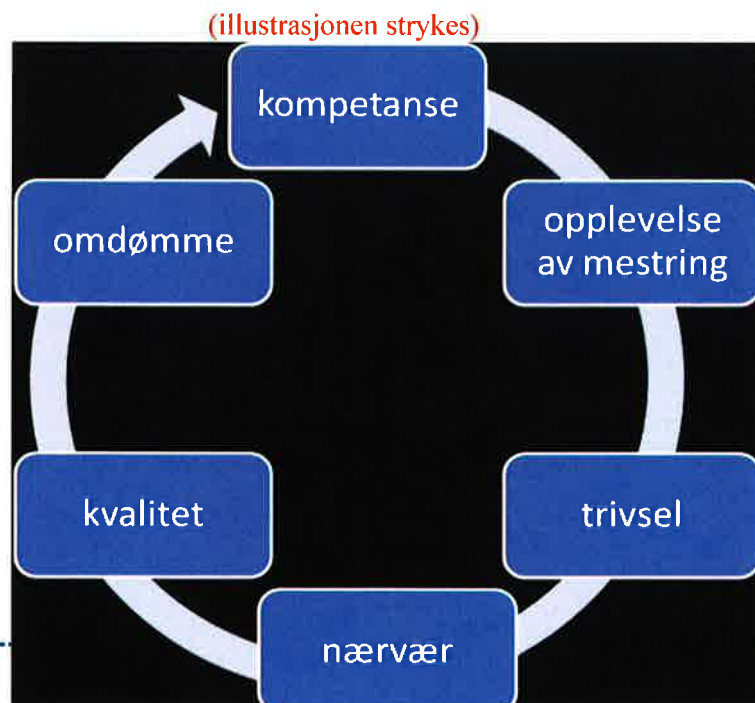 (illustrasjonen strykes)
kompetanse
opplevelse
av mestring
trivsel
nærvær
kvalitet
omdømme